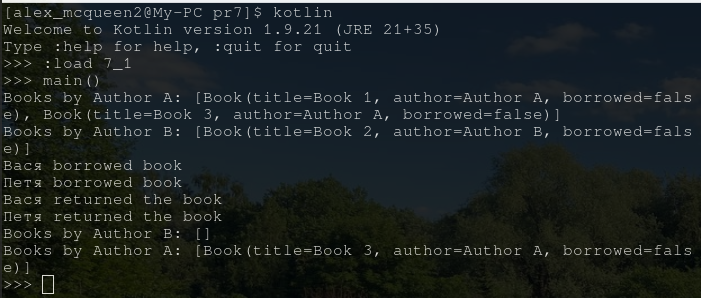 [alex_mcqueen2@My-PC pr7]$ kotlin
Welcome to Kotlin version 1.9.21 (JRE 21+35)
Type :help for help, :quit for quit
>>> :load 7_1
>>> main()
Books by Author A: [Book(title=Book 1, author=Author A, borrowed=fals
e), Book(title=Book 3, author=Author A, borrowed=false)]
Books by Author B: [Book(title=Book 2, author=Author B, borrowed=fals
e)]
Вася borrowed book
Петя borrowed book
Вася returned the book
Петя returned the book
Books by Author B: []
Books by Author A: [Book(title=Book 3, author=Author A, borrowed=fals
e)]
>>>